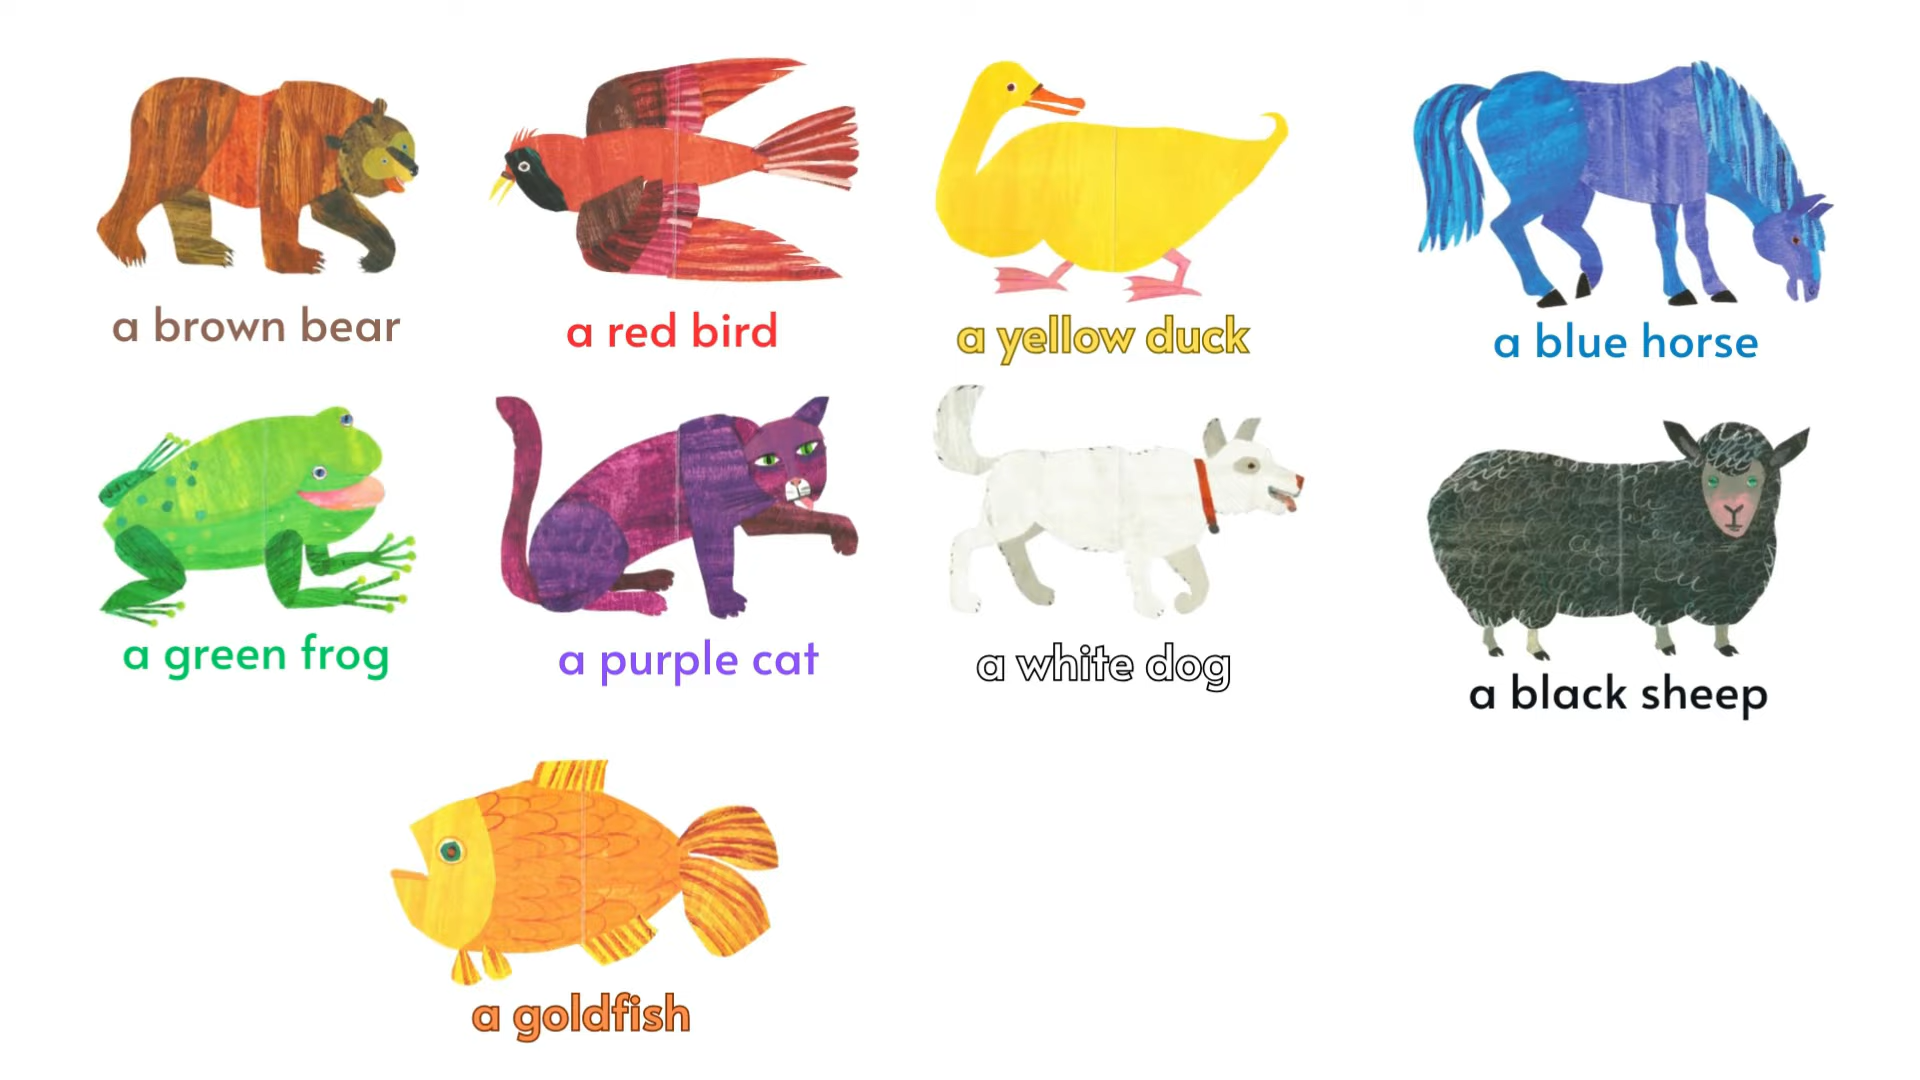 a brown bear
a red bird
a yellow duck
a blue horse
a green frog
a purple cat
a white dog
a black sheep
a goldfish